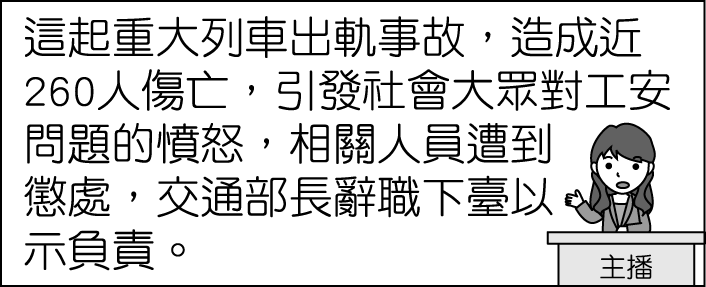 這起重大列車出軌事故，造成近
260人傷亡，引發社會大眾對工安
問題的憤怒，相關人員遭到
懲處，交通部長辭職下臺以
示負責。
主播